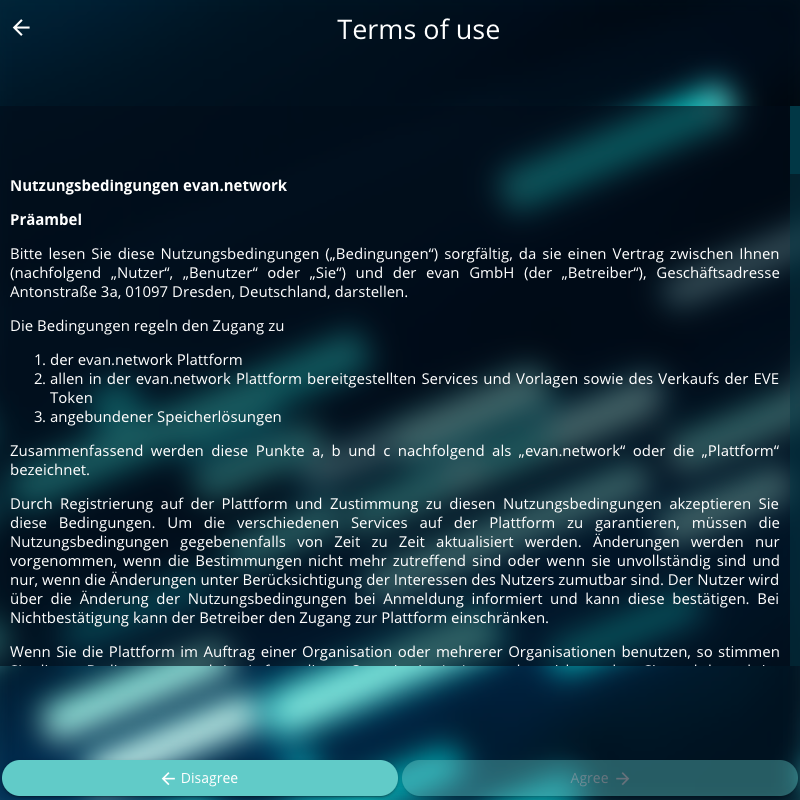 Terms of use
Nutzungsbedingungen evan.network
Präambel
Bitte lesen Sie diese Nutzungsbedingungen („Bedingungen“) sorgfältig, da sie einen Vertrag zwischen Ihnen
(nachfolgend „Nutzer“, „Benutzer“ oder „Sie“) und der evan GmbH (der „Betreiber“), Geschäftsadresse
Antonstraße 3a, 01097 Dresden, Deutschland, darstellen.
Die Bedingungen regeln den Zugang zu
1. der evan.network Plattform
2. allen in der evan.network Plattform bereitgestellten Services und Vorlagen sowie des Verkaufs der EVE
Token
3. angebundener Speicherlösungen
Zusammenfassend werden diese Punkte a, b und c nachfolgend als „evan.network“ oder die „Plattform“
bezeichnet.
Durch Registrierung auf der Plattform und Zustimmung zu diesen Nutzungsbedingungen akzeptieren Sie
diese Bedingungen. Um die verschiedenen Services auf der Plattform zu garantieren, müssen die
Nutzungsbedingungen gegebenenfalls von Zeit zu Zeit aktualisiert werden. Änderungen werden nur
vorgenommen, wenn die Bestimmungen nicht mehr zutreffend sind oder wenn sie unvollständig sind und
nur, wenn die Änderungen unter Berücksichtigung der Interessen des Nutzers zumutbar sind. Der Nutzer wird
über die Änderung der Nutzungsbedingungen bei Anmeldung informiert und kann diese bestätigen. Bei
Nichtbestätigung kann der Betreiber den Zugang zur Plattform einschränken.
Wenn Sie die Plattform im Auftrag einer Organisation oder mehrerer Organisationen benutzen, so stimmen
Disagree
Agree